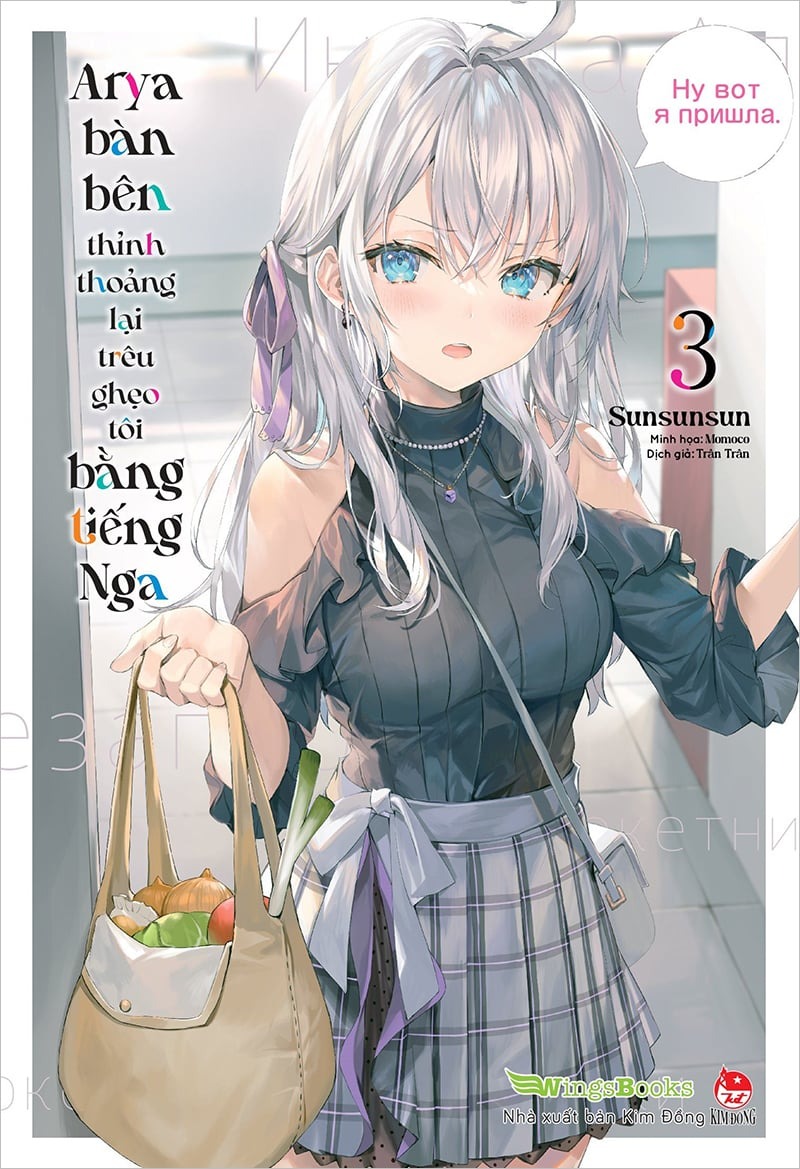 Arya
bàn
bên
thỉnh
thoảng
lại
trêu
ghẹo
tôi
bằng
tiếng
Nga
Ну вот
я пришла.
3
Sunsunsun
Minh họa: Momoco
Dịch giả: Trân Trân
WingsBooks
Nhà xuất bản Kim Đồng
KIM ĐỒNG